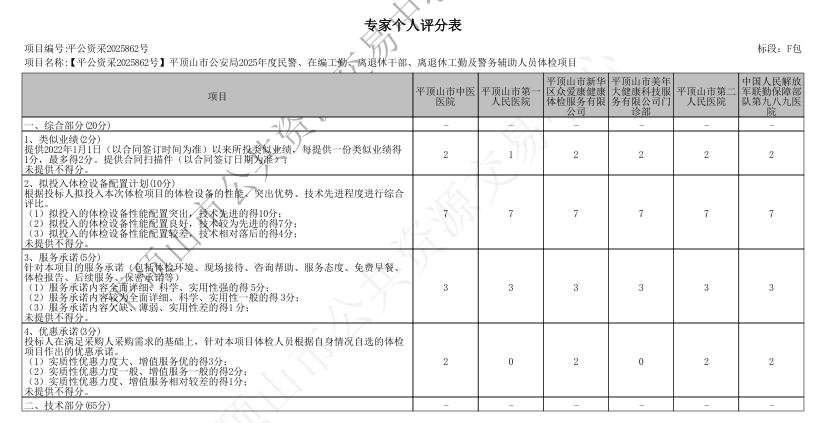 专家个人评分表
项目编号:平公资采2025862号 标段: F包
项目名称:【平公资采2025862号】平顶山市公安局2025年度民警、在编工勤、离退休干部、离退休工勤及警务辅助人员体检项目
项目 平顶山市中医医院 平顶山市第一人民医院 平顶山市新华区众爱康健康体检服务有限公司 平顶山市美年大健康科技服务有限公司门诊部 平顶山市第二人民医院 中国人民解放军联勤保障部队第九八九医院
一、综合部分(20分) — — — — — —
1、类似业绩(2分)
提供2022年1月1日（以合同签订时间为准）以来所投类似业绩，每提供一份类似业绩得
1分，最多得2分。提供合同扫描件（以合同签订日期为准）；
未提供不得分。
2 1 2 2 2 2
2、拟投入体检设备配置计划(10分)
根据投标人拟投入本次体检项目的体检设备的性能、突出优势、技术先进程度进行综合
评比。
（1）拟投入的体检设备性能配置突出，技术先进的得10分;
（2）拟投入的体检设备性能配置良好，技术较为先进的得7分;
（3）拟投入的体检设备性能配置较差，技术相对落后的得4分;
未提供不得分。
7 7 7 7 7 7
3、服务承诺(5分)
针对本项目的服务承诺（包括体检环境、现场接待、咨询帮助、服务态度、免费早餐、
体检报告、后续服务、保密承诺等）
（1）服务承诺内容全面详细、科学、实用性强的得 5分;
（2）服务承诺内容较为全面详细、科学、实用性一般的得 3分;
（3）服务承诺内容欠缺、薄弱、实用性差的得1 分;
未提供不得分。
3 3 3 3 3 3
4、优惠承诺(3分)
投标人在满足采购人采购需求的基础上，针对本项目体检人员根据自身情况自选的体检
项目作出的优惠承诺。
（1）实质性优惠力度大、增值服务优的得3分;
（2）实质性优惠力度一般、增值服务一般的得2分;
（3）实质性优惠力度、增值服务相对较差的得1分;
未提供不得分。
2 0 2 0 2 2
二、技术部分(65分) — — — — — —
平顶山市公共资源交易中心
平顶山市公共资源交易中心